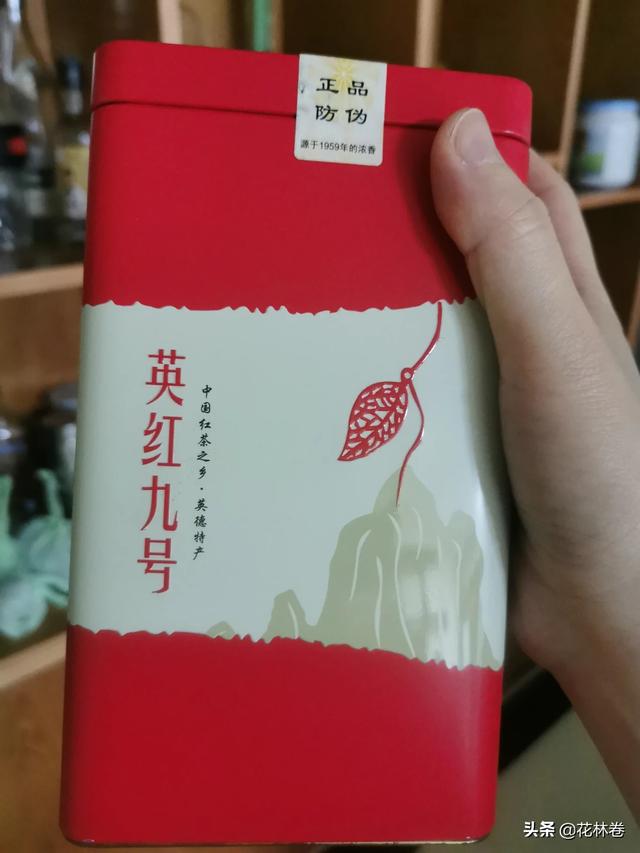 正品
防伪
源于1959年的浓香
英红九号
中国红茶之乡·英德特产
头条@花林卷